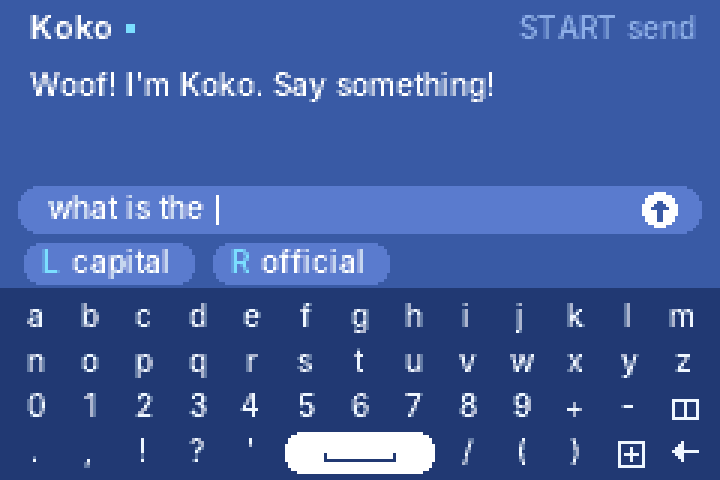 Koko
START send
Woof! I'm Koko. Say something!
what is the
L capital R official
a b c d e f g h i j k l m
n o p q r s t u v w x y z
0 1 2 3 4 5 6 7 8 9 + -
. , ! ? ' / ( )